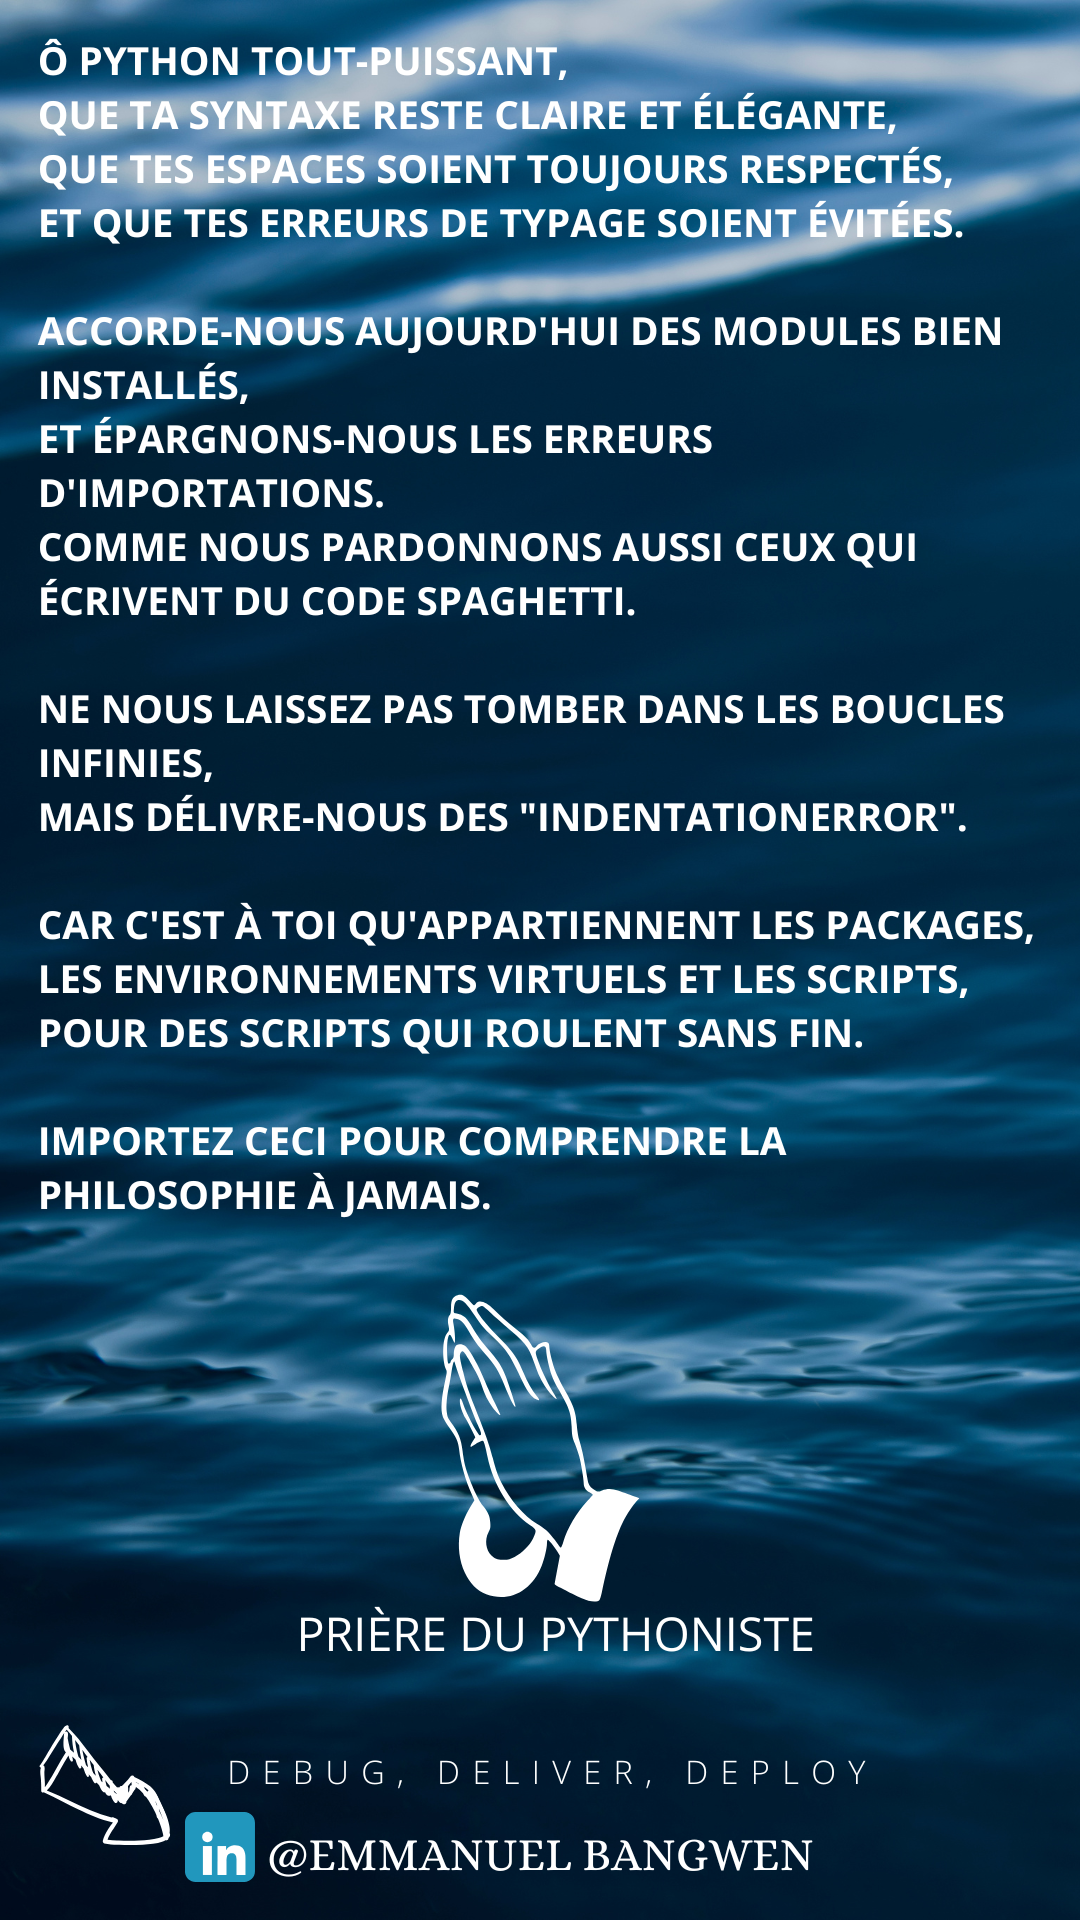 Ô PYTHON TOUT-PUISSANT,
QUE TA SYNTAXE RESTE CLAIRE ET ÉLÉGANTE,
QUE TES ESPACES SOIENT TOUJOURS RESPECTÉS,
ET QUE TES ERREURS DE TYPAGE SOIENT ÉVITÉES.
ACCORDE-NOUS AUJOURD'HUI DES MODULES BIEN
INSTALLÉS,
ET ÉPARGNONS-NOUS LES ERREURS
D'IMPORTATIONS.
COMME NOUS PARDONNONS AUSSI CEUX QUI
ÉCRIVENT DU CODE SPAGHETTI.
NE NOUS LAISSEZ PAS TOMBER DANS LES BOUCLES
INFINIES,
MAIS DÉLIVRE-NOUS DES "INDENTATIONERROR".
CAR C'EST À TOI QU'APPARTIENNENT LES PACKAGES,
LES ENVIRONNEMENTS VIRTUELS ET LES SCRIPTS,
POUR DES SCRIPTS QUI ROULENT SANS FIN.
IMPORTEZ CECI POUR COMPRENDRE LA
PHILOSOPHIE À JAMAIS.
PRIÈRE DU PYTHONISTE
DEBUG, DELIVER, DEPLOY
in @EMMANUEL BANGWEN